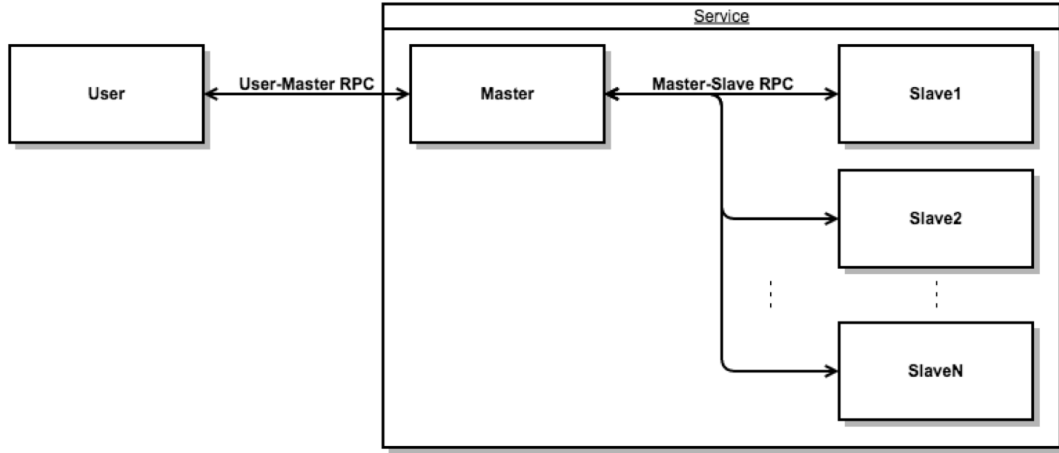 Service
User
User-Master RPC
Master
Master-Slave RPC
Slave1
Slave2
SlaveN